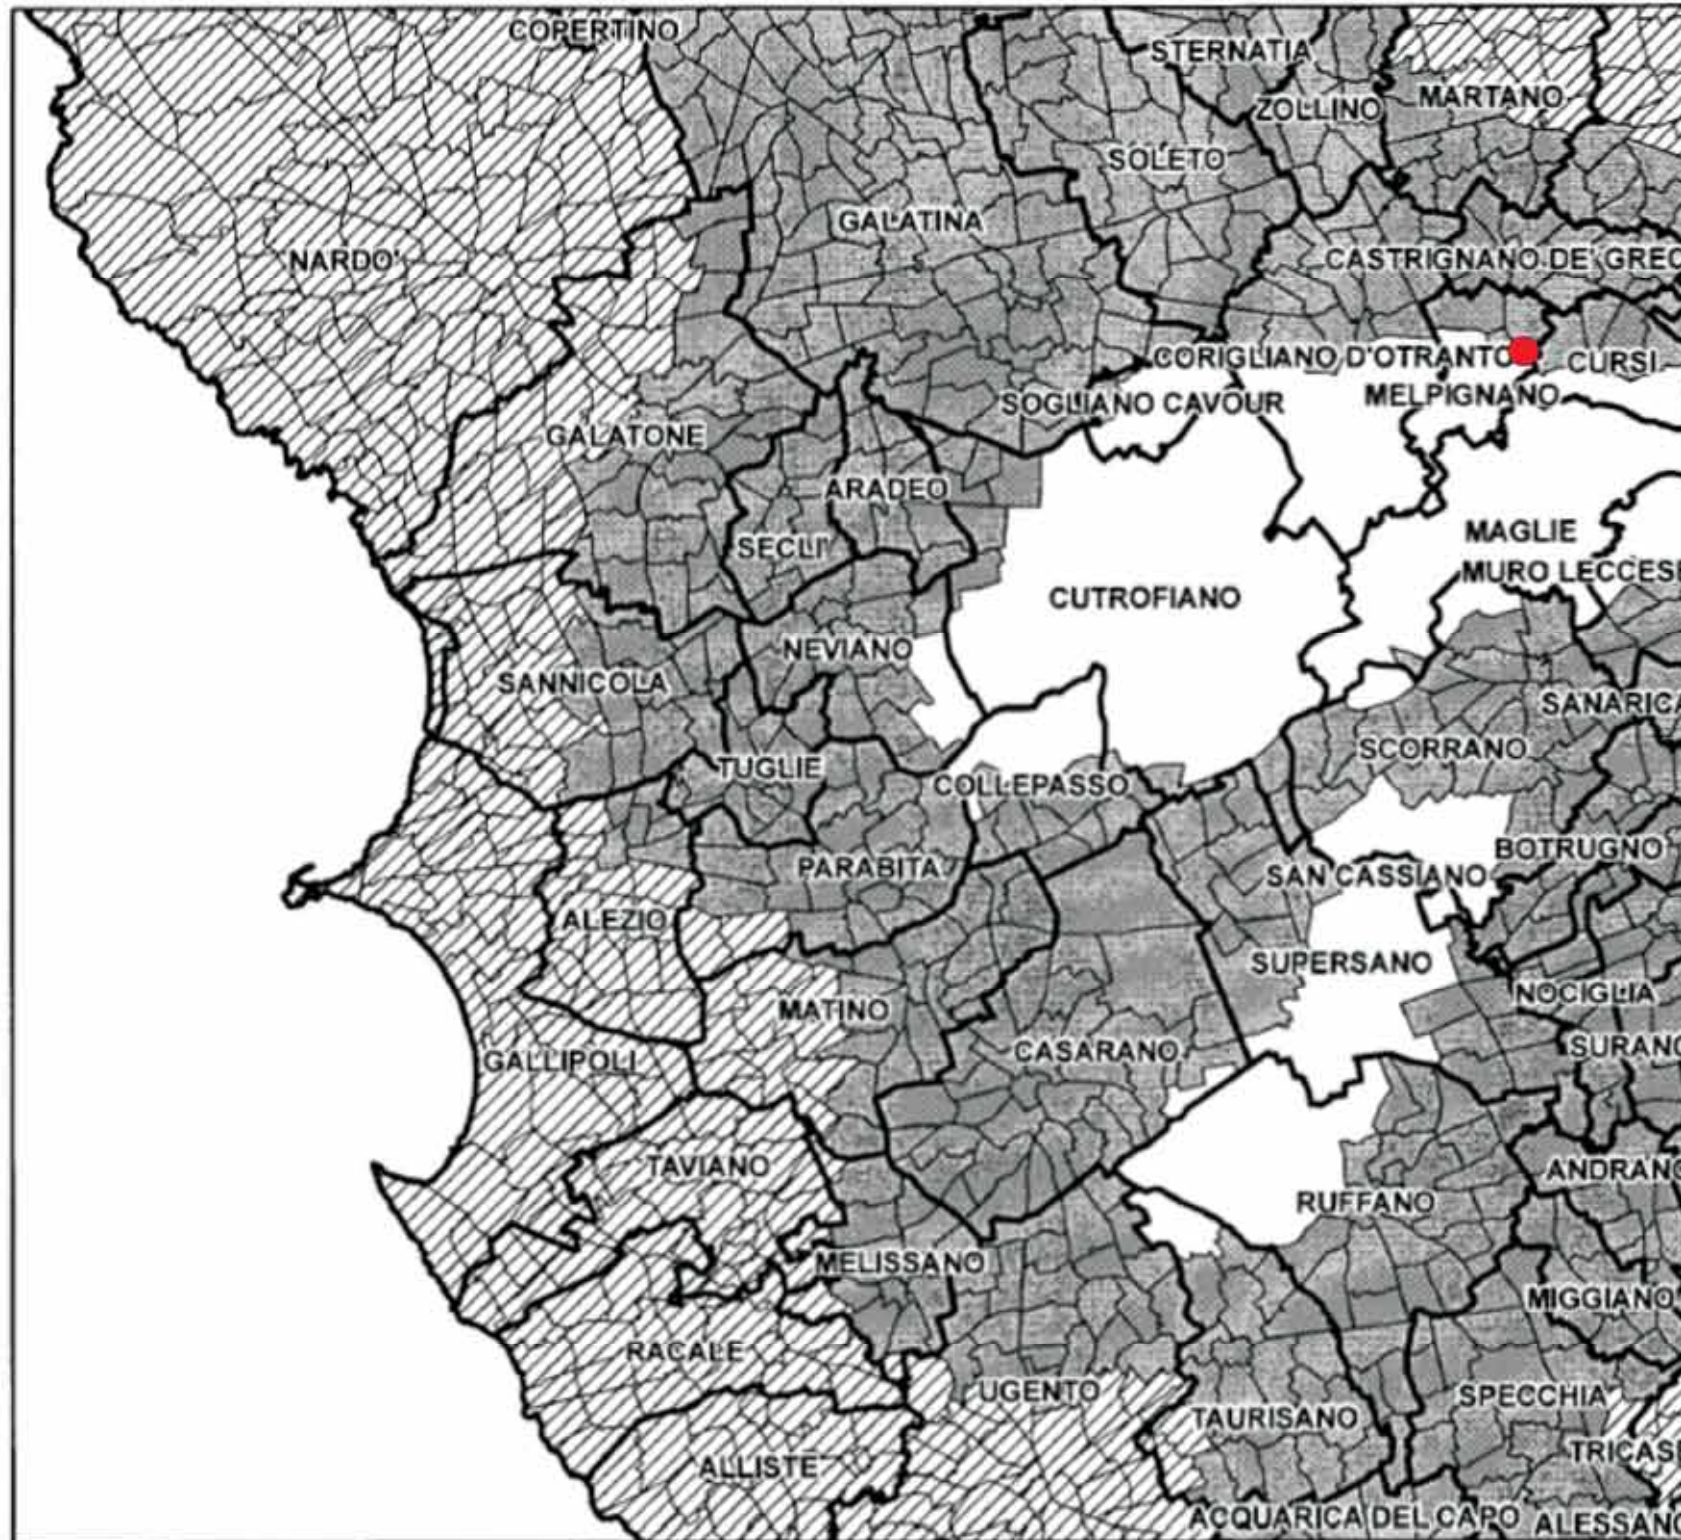 COPERTINO
STERNATIA
ZOLLINO
MARTANO
SOLETO
GALATINA
NARDO'
CASTRIGNANO DE' GREC
CORIGLIANO D'OTRANTO
CURSI
SOGLIANO CAVOUR
MELPIGNANO
GALATONE
ARADEO
SECLI'
MAGLIE
MURO LECCESE
CUTROFIANO
NEVIANO
SANNICOLA
SANARICA
SCORRANO
TUGLIE
COLLEPASSO
BOTRUGNO
PARABITA
SAN CASSIANO
ALEZIO
SUPERSANO
NOCIGLIA
MATINO
SURANO
CASARANO
GALLIPOLI
TAVIANO
ANDRANO
RUFFANO
MELISSANO
MIGGIANO
RACALE
UGENTO
SPECCHIA
TAURISANO
TRICASE
ALLISTE
ACQUARICA DEL CAPO
ALESSANO